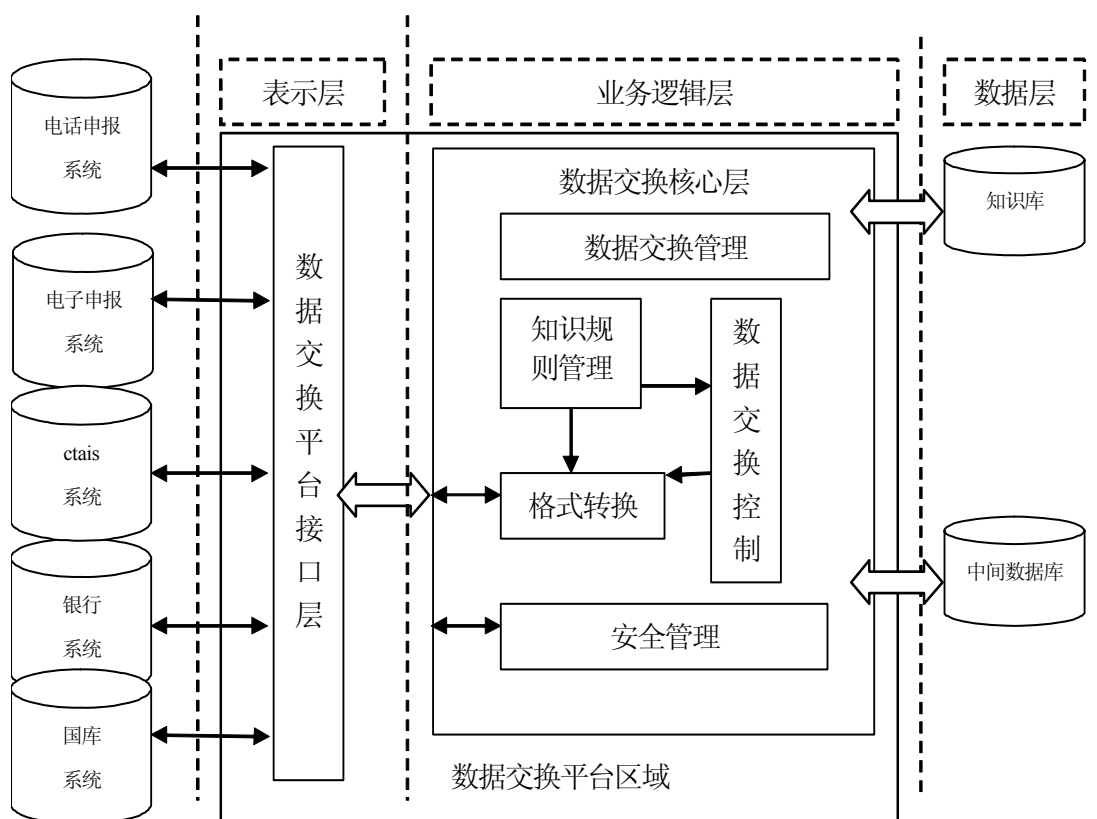 表示层
业务逻辑层
数据层
电话申报
系统
电子申报
系统
ctais
系统
银行
系统
国库
系统
数据交换平台接口层
数据交换核心层
数据交换管理
知识规
则管理
数据交换控制
格式转换
安全管理
数据交换平台区域
知识库
中间数据库